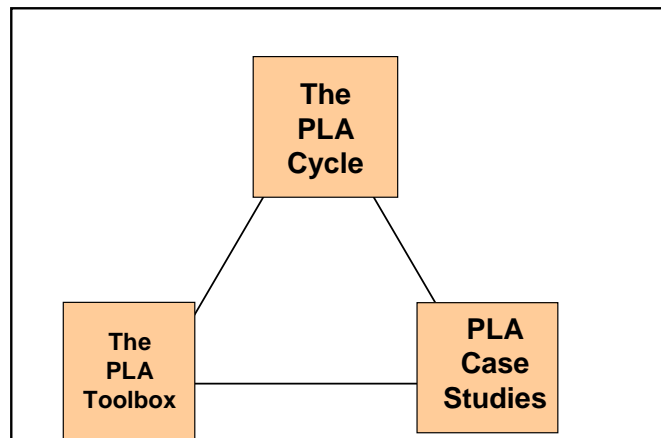 The
PLA
Cycle
The
PLA
Toolbox
PLA
Case
Studies